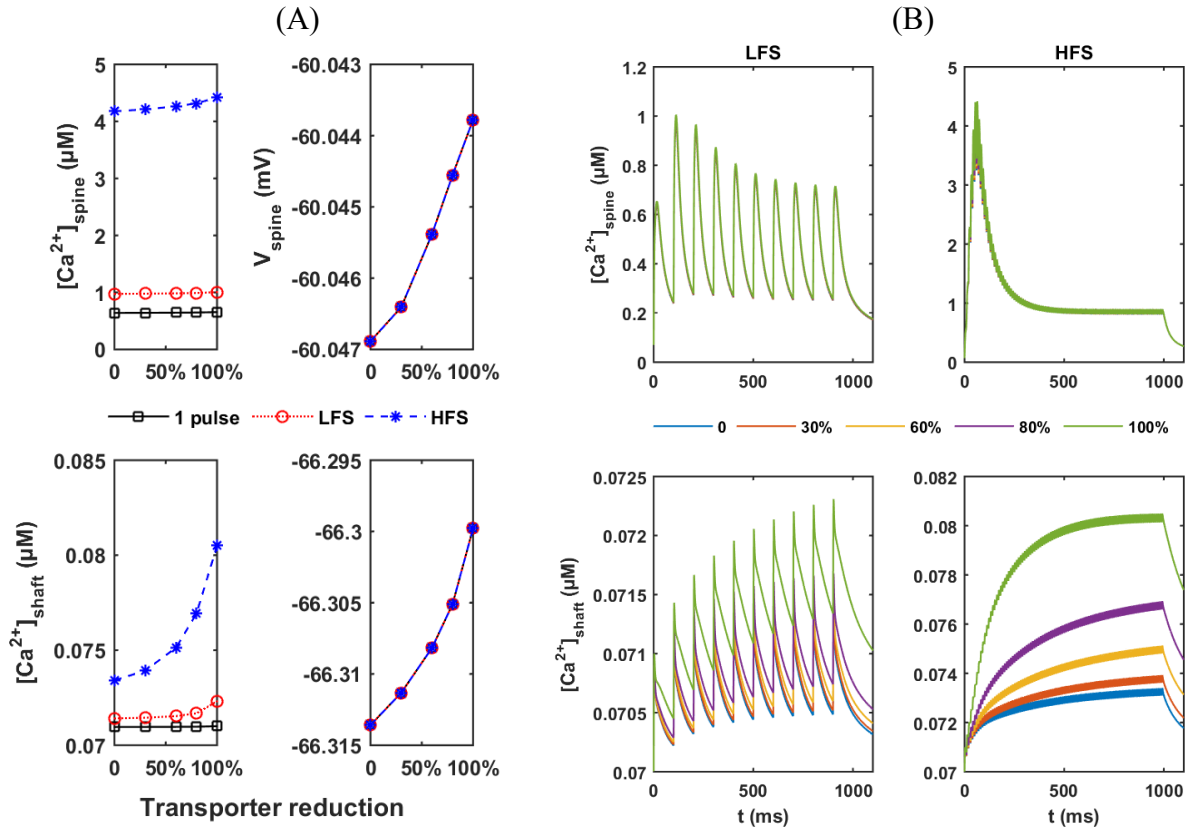 (A)
(B)
5
4
3
2
1
0
[Ca²⁺]spine (µM)
0 50% 100%
-60.043
-60.044
-60.045
-60.046
-60.047
Vspine (mV)
0 50% 100%
1 pulse LFS HFS
0.085
0.08
0.075
0.07
[Ca²⁺]shaft (µM)
0 50% 100%
-66.295
-66.3
-66.305
-66.31
-66.315
0 50% 100%
Transporter reduction
LFS
1.2
1
0.8
0.6
0.4
0.2
0
[Ca²⁺]spine (µM)
0 500 1000
HFS
5
4
3
2
1
0
0 500 1000
0 30% 60% 80% 100%
0.0725
0.072
0.0715
0.071
0.0705
0.07
[Ca²⁺]shaft (µM)
0 500 1000
t (ms)
0.082
0.08
0.078
0.076
0.074
0.072
0.07
0 500 1000
t (ms)